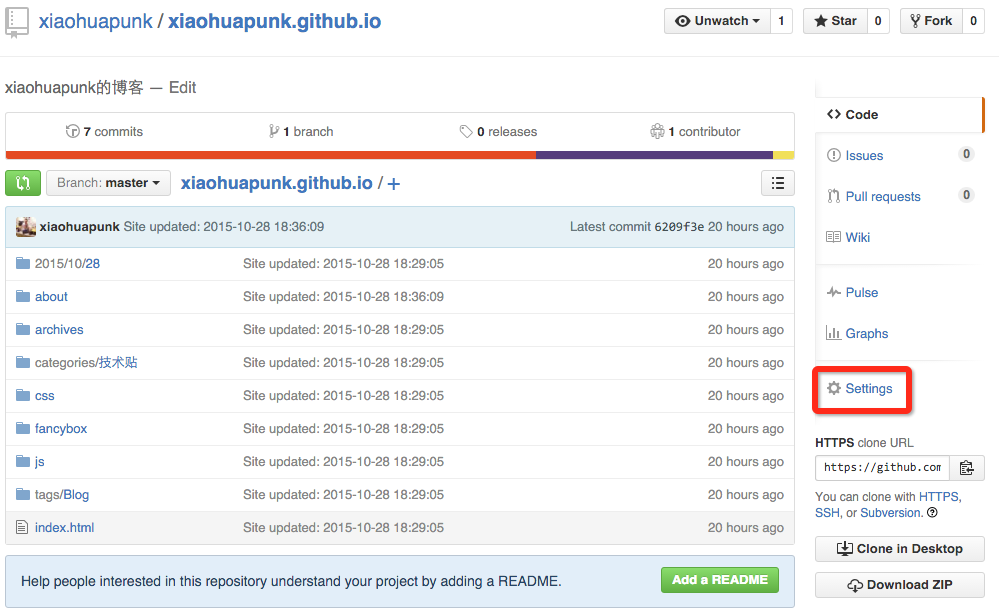 xiaohuapunk / xiaohuapunk.github.io
Unwatch 1 Star 0 Fork 0
xiaohuapunk的博客 — Edit
7 commits 1 branch 0 releases 1 contributor
Branch: master xiaohuapunk.github.io / +
xiaohuapunk Site updated: 2015-10-28 18:36:09 Latest commit 6209f3e 20 hours ago
2015/10/28 Site updated: 2015-10-28 18:29:05 20 hours ago
about Site updated: 2015-10-28 18:36:09 20 hours ago
archives Site updated: 2015-10-28 18:29:05 20 hours ago
categories/技术贴 Site updated: 2015-10-28 18:29:05 20 hours ago
css Site updated: 2015-10-28 18:29:05 20 hours ago
fancybox Site updated: 2015-10-28 18:29:05 20 hours ago
js Site updated: 2015-10-28 18:29:05 20 hours ago
tags/Blog Site updated: 2015-10-28 18:29:05 20 hours ago
index.html Site updated: 2015-10-28 18:29:05 20 hours ago
Help people interested in this repository understand your project by adding a README. Add a README
Code
Issues 0
Pull requests 0
Wiki
Pulse
Graphs
Settings
HTTPS clone URL
https://github.com
You can clone with HTTPS,
SSH, or Subversion.
Clone in Desktop
Download ZIP